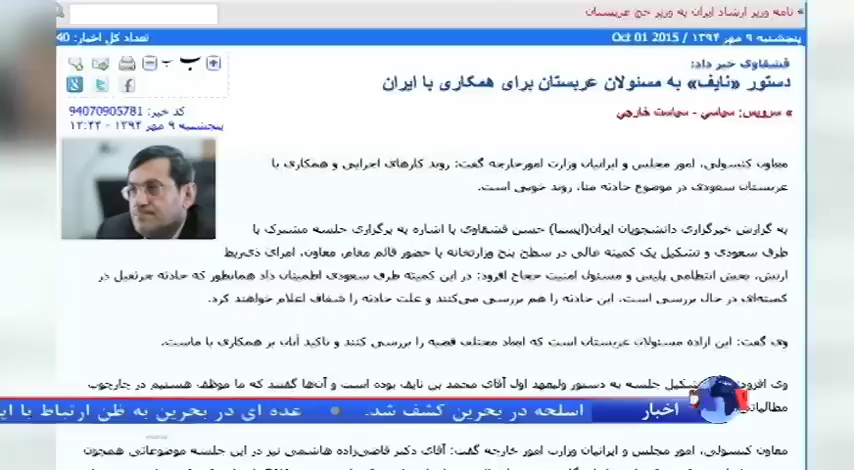 » نامه وزیر ارشاد ایران به وزیر حج عربستان
پنجشنبه ۹ مهر ۱۳۹۴ / Oct 01 2015
تعداد کل اخبار: 40
قشقاوی خبر داد:
دستور «نایف» به مسئولان عربستان برای همکاری با ایران
» سرویس: سیاسی - سیاست خارجی
کد خبر: 94070905781
پنجشنبه ۹ مهر ۱۳۹۴ - ۱۲:۴۴
معاون کنسولی، امور مجلس و ایرانیان وزارت امورخارجه گفت: روند کارهای اجرایی و همکاری با
عربستان سعودی در موضوع حادثه منا، روند خوبی است.
به گزارش خبرگزاری دانشجویان ایران(ایسنا) حسن قشقاوی با اشاره به برگزاری جلسه مشترک با
طرف سعودی و تشکیل یک کمیته عالی در سطح پنج وزارتخانه با حضور قائم مقام، معاون، امرای ذی‌ربط
ارتش، بخش انتظامی پلیس و مسئول امنیت حجاج افزود: در این کمیته طرف سعودی اطمینان داد همانطور که حادثه جرثقیل در
کمیته‌ای در حال بررسی است، این حادثه را هم بررسی می‌کنند و علت حادثه را شفاف اعلام خواهند کرد.
وی گفت: این اراده مسئولان عربستان است که ابعاد مختلف قضیه را بررسی کنند و تاکید آنان بر همکاری با ماست.
وی افزود: تشکیل جلسه به دستور ولیعهد اول آقای محمد بن نایف بوده است و آن‌ها گفتند که ما موظف هستیم در چارچوب
مطالباتی
اخبار
اسلحه در بحرین کشف شد. • عده ای در بحرین به ظن ارتباط با ای
معاون کنسولی، امور مجلس و ایرانیان وزارت امور خارجه گفت: آقای دکتر قاضی‌زاده هاشمی نیز در این جلسه موضوعاتی همچون